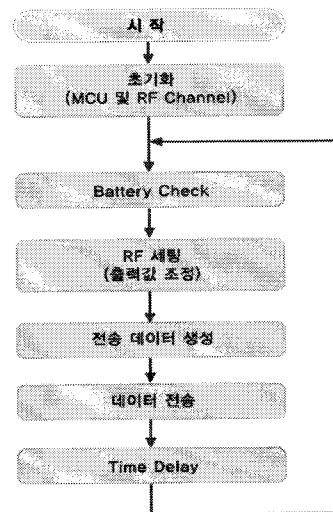 시 작
초기화
(MCU 및 RF Channel)
Battery Check
RF 세팅
(출력값 조정)
전송 데이터 생성
데이터 전송
Time Delay